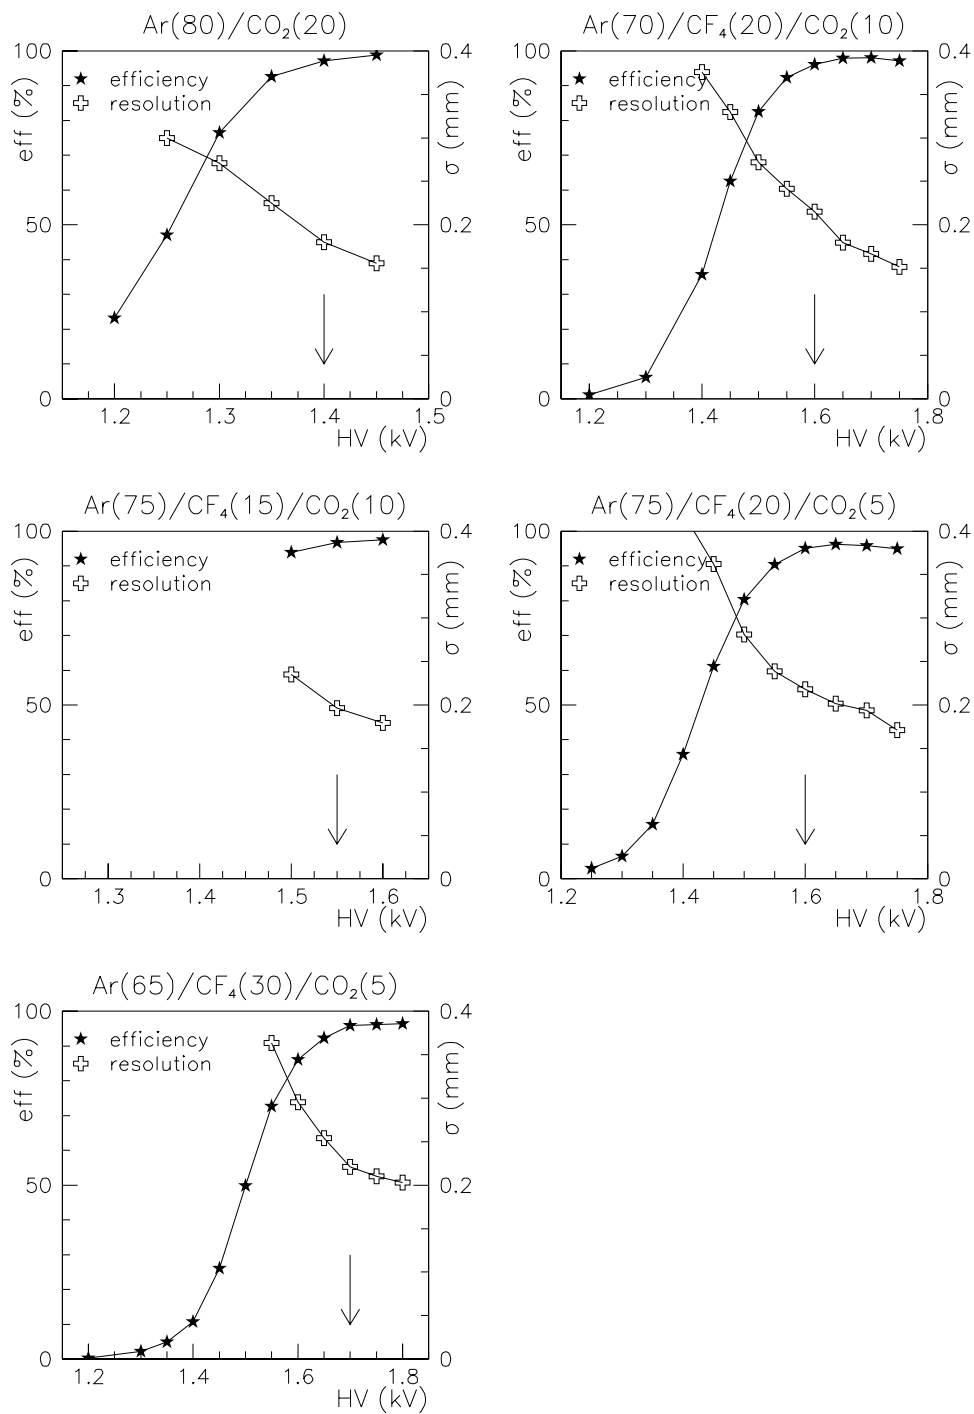 Ar(80)/CO₂(20)
eff (%)
σ (mm)
efficiency
resolution
100
50
0
0.4
0.2
0
1.2 1.3 1.4 1.5
HV (kV)
Ar(70)/CF₄(20)/CO₂(10)
eff (%)
σ (mm)
efficiency
resolution
100
50
0
0.4
0.2
0
1.2 1.4 1.6 1.8
HV (kV)
Ar(75)/CF₄(15)/CO₂(10)
eff (%)
σ (mm)
efficiency
resolution
100
50
0
0.4
0.2
0
1.3 1.4 1.5 1.6
HV (kV)
Ar(75)/CF₄(20)/CO₂(5)
eff (%)
σ (mm)
efficiency
resolution
100
50
0
0.4
0.2
0
1.2 1.4 1.6 1.8
HV (kV)
Ar(65)/CF₄(30)/CO₂(5)
eff (%)
σ (mm)
efficiency
resolution
100
50
0
0.4
0.2
0
1.2 1.4 1.6 1.8
HV (kV)